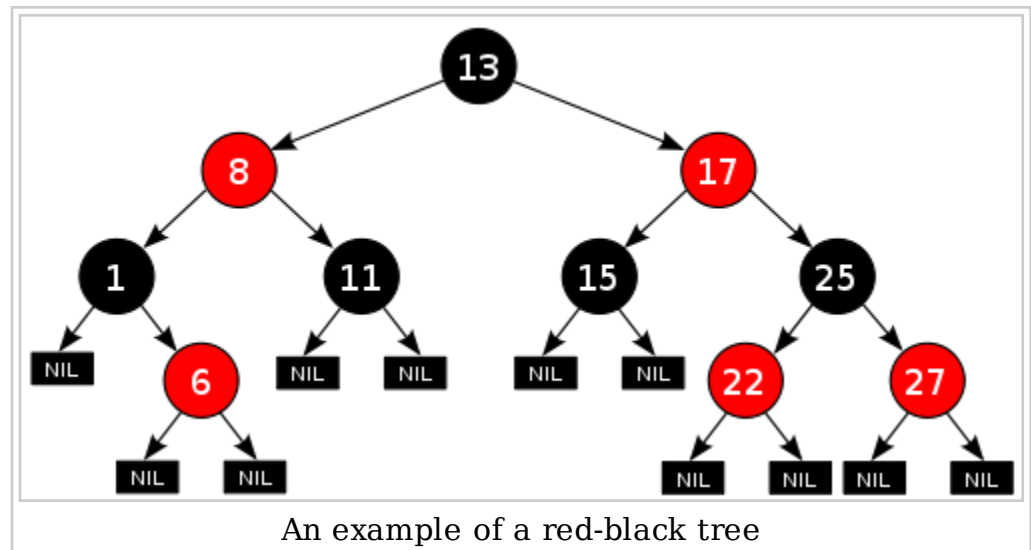 13
8 17
1 11 15 25
NIL 6 NIL NIL NIL NIL 22 27
NIL NIL NIL NIL NIL NIL
An example of a red-black tree